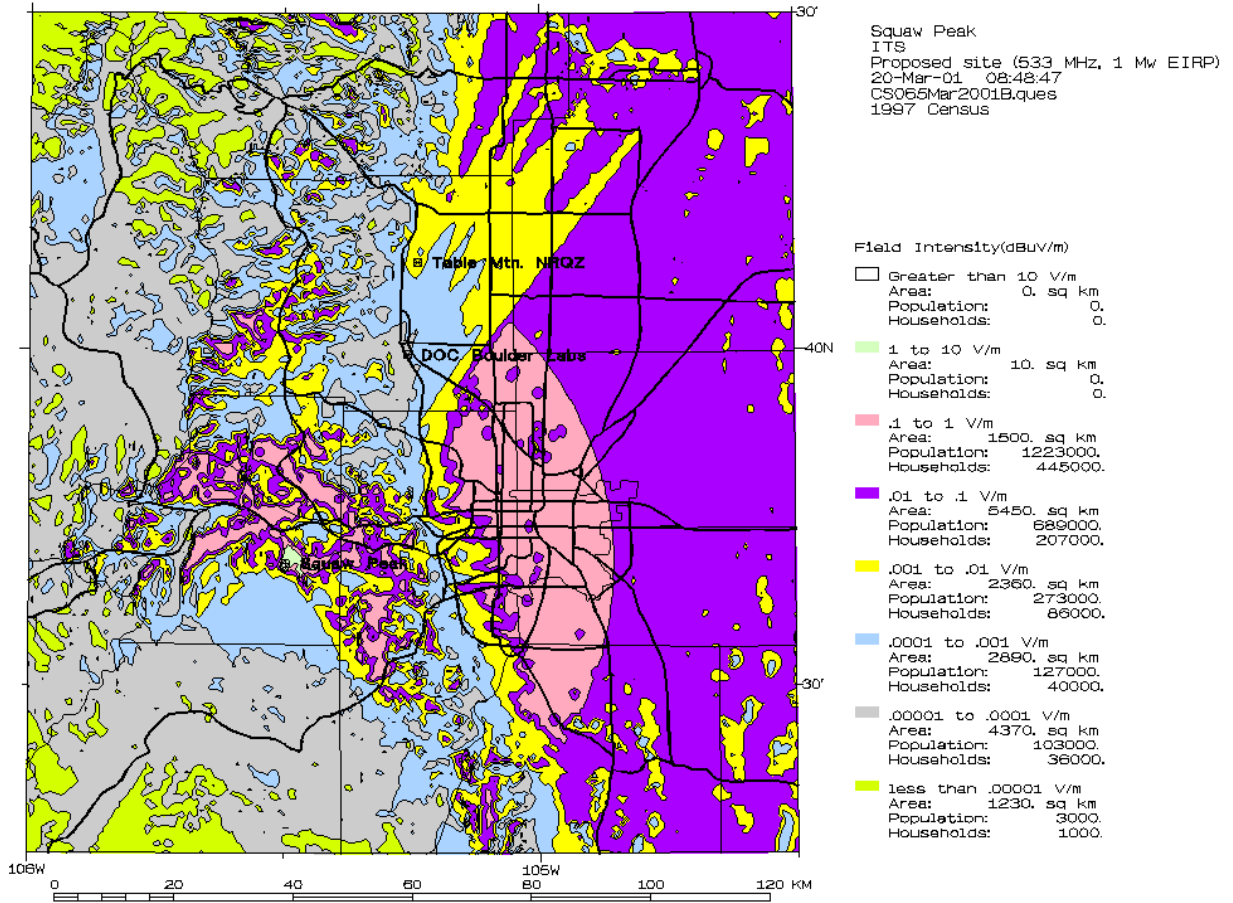 30'
Squaw Peak
ITS
Proposed site (533 MHz, 1 Mw EIRP)
20-Mar-01 08:48:47
CS065Mar2001B.ques
1997 Census
Table Mtn. NRQZ
Field Intensity(dBuV/m)
Greater than 10 V/m
Area: 0. sq km
Population: 0.
Households: 0.
40N
DOC Boulder Labs
1 to 10 V/m
Area: 10. sq km
Population: 0.
Households: 0.
.1 to 1 V/m
Area: 1500. sq km
Population: 1223000.
Households: 445000.
.01 to .1 V/m
Area: 5450. sq km
Population: 689000.
Households: 207000.
Squaw Peak
.001 to .01 V/m
Area: 2360. sq km
Population: 273000.
Households: 86000.
.0001 to .001 V/m
Area: 2890. sq km
Population: 127000.
Households: 40000.
30'
.00001 to .0001 V/m
Area: 4370. sq km
Population: 103000.
Households: 36000.
less than .00001 V/m
Area: 1230. sq km
Population: 3000.
Households: 1000.
106W 105W
0 20 40 60 80 100 120 KM